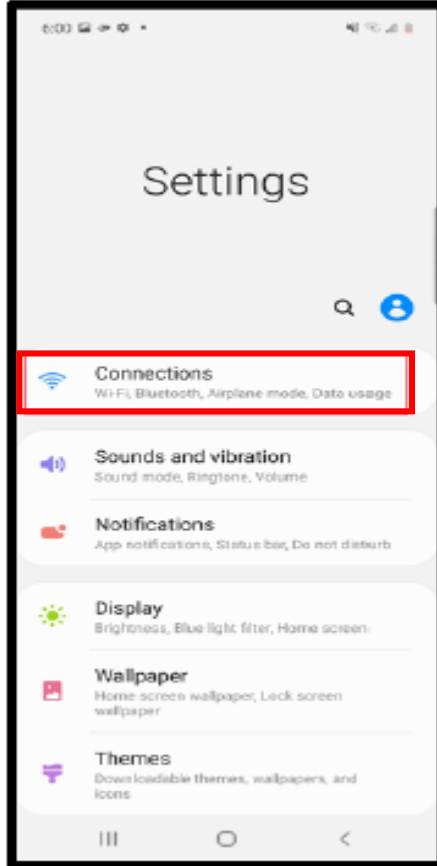 6:00
Settings
Connections
Wi-Fi, Bluetooth, Airplane mode, Data usage
Sounds and vibration
Sound mode, Ringtone, Volume
Notifications
App notifications, Status bar, Do not disturb
Display
Brightness, Blue light filter, Home screen
Wallpaper
Home screen wallpaper, Lock screen
wallpaper
Themes
Downloadable themes, wallpapers, and
icons